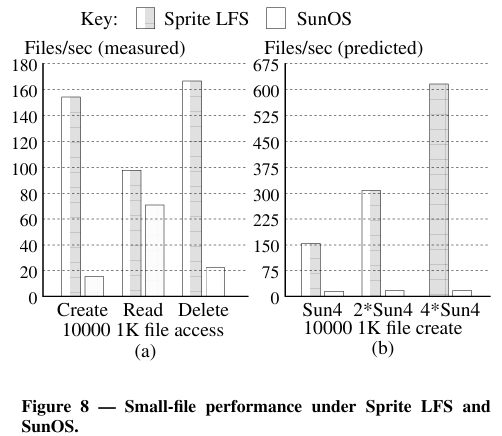 Key: Sprite LFS SunOS
Files/sec (measured)
180
160
140
120
100
80
60
40
20
0
Create Read Delete
10000 1K file access
(a)
Files/sec (predicted)
675
600
525
450
375
300
225
150
75
0
Sun4 2*Sun4 4*Sun4
10000 1K file create
(b)
Figure 8 — Small-file performance under Sprite LFS and
SunOS.